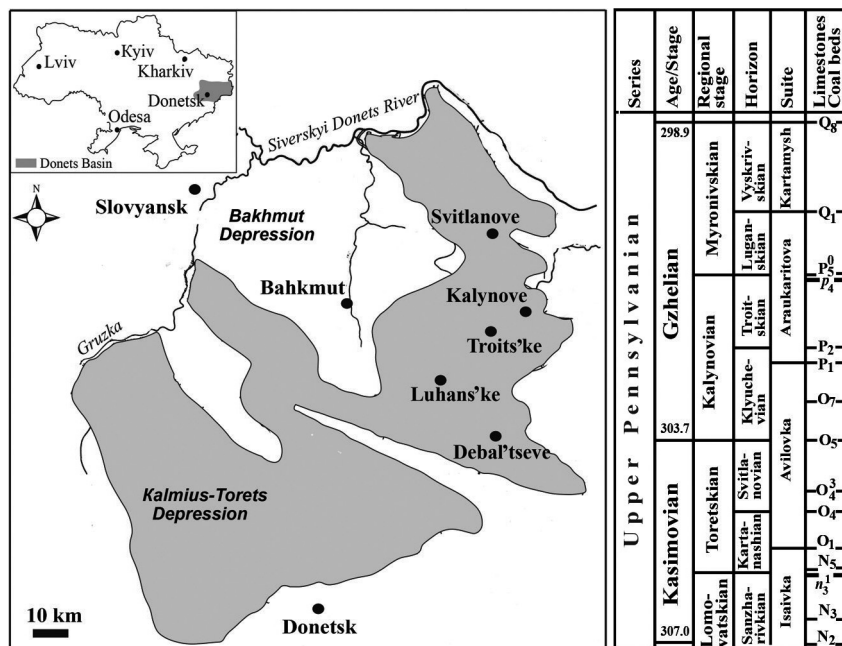 Lviv
Kyiv
Kharkiv
Donetsk
Odesa
Donets Basin
N
Siverskyi Donets River
Slovyansk
Bakhmut
Depression
Svitlanove
Bahkmut
Kalynove
Troits'ke
Gruzka
Luhans'ke
Debal'tseve
Kalmius-Torets
Depression
10 km
Donetsk
Series
Age/Stage
Regional
stage
Horizon
Suite
Limestones
Coal beds
Upper Pennsylvanian
298.9
Gzhelian
303.7
Kasimovian
307.0
Myronivskian
Kalynovian
Toretskian
Lomo-
vatskian
Vyskriv-
skian
Lugan-
skian
Troit-
skian
Klyuche-
vian
Svitla-
novian
Karta-
nashian
Sanzha-
rivkian
Kartamysh
Araukaritova
Avilovka
Isaivka
Q8
Q1
P5^0
p4
P2
P1
O7
O5
O4^3
O4
O1
N5
n3^1
N3
N2